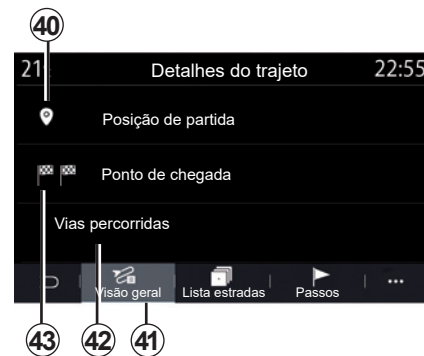 40
21° Detalhes do trajeto 22:55
Posição de partida
Ponto de chegada
Vias percorridas
Visão geral Lista estradas Passos ...
43 42 41